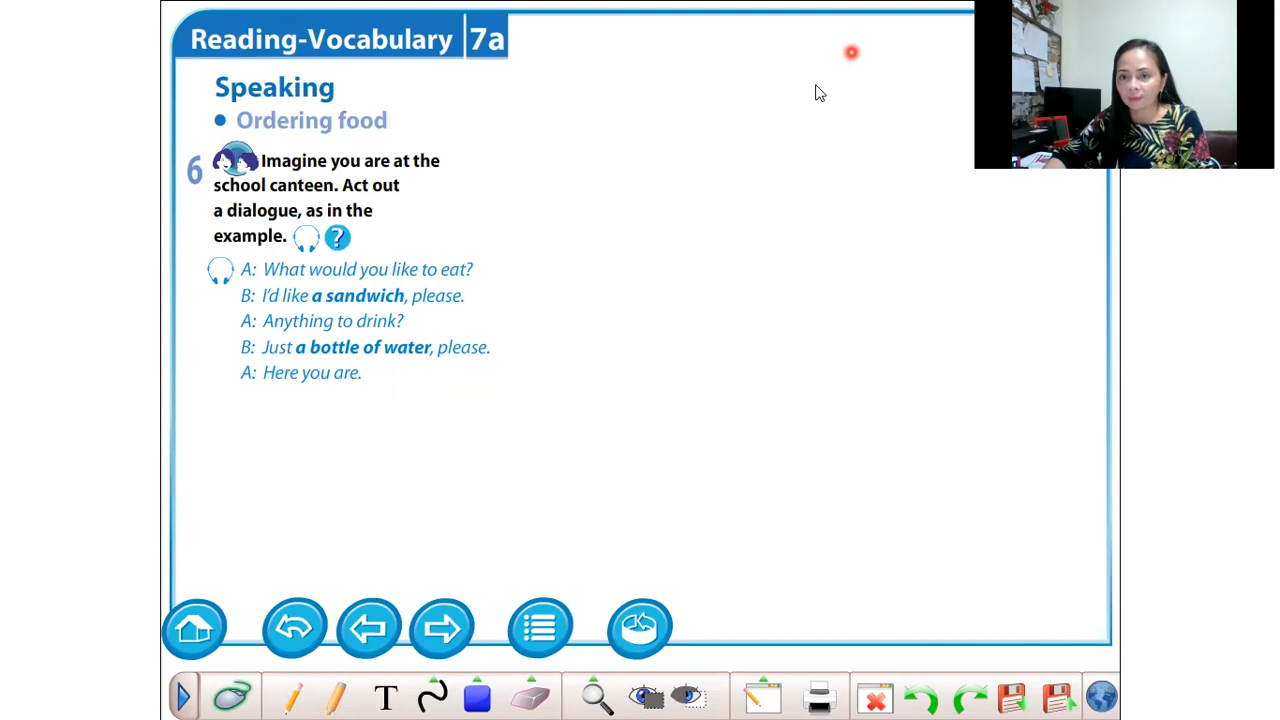 Reading-Vocabulary 7a
Speaking
• Ordering food
6 Imagine you are at the
school canteen. Act out
a dialogue, as in the
example. ?
A: What would you like to eat?
B: I'd like a sandwich, please.
A: Anything to drink?
B: Just a bottle of water, please.
A: Here you are.
T